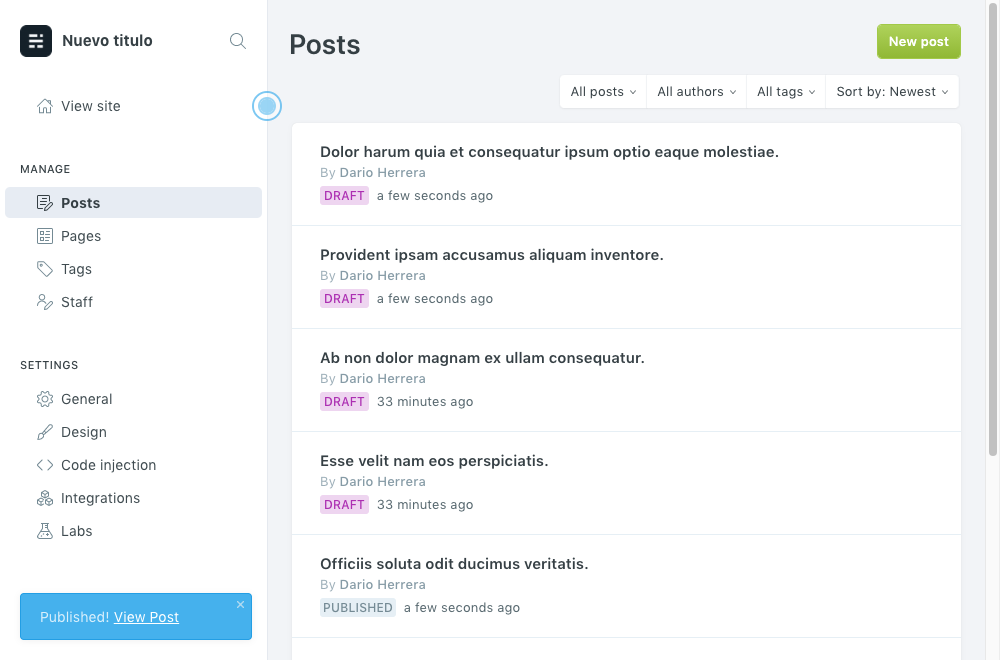 Nuevo titulo
View site
MANAGE
Posts
Pages
Tags
Staff
SETTINGS
General
Design
Code injection
Integrations
Labs
Published! View Post
Posts
New post
All posts
All authors
All tags
Sort by: Newest
Dolor harum quia et consequatur ipsum optio eaque molestiae.
By Dario Herrera
DRAFT a few seconds ago
Provident ipsam accusamus aliquam inventore.
By Dario Herrera
DRAFT a few seconds ago
Ab non dolor magnam ex ullam consequatur.
By Dario Herrera
DRAFT 33 minutes ago
Esse velit nam eos perspiciatis.
By Dario Herrera
DRAFT 33 minutes ago
Officiis soluta odit ducimus veritatis.
By Dario Herrera
PUBLISHED a few seconds ago